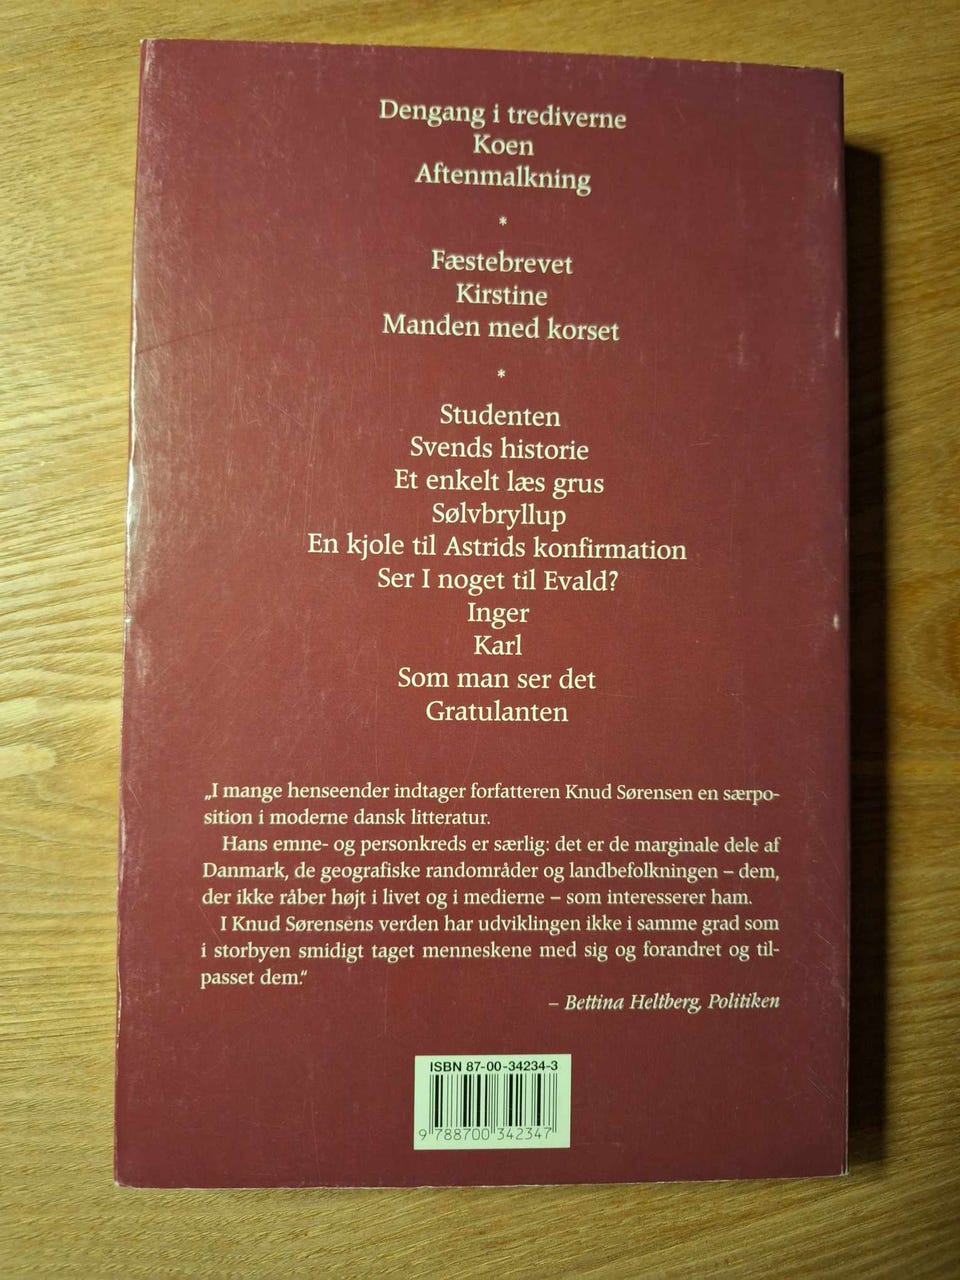 Dengang i trediverne
Koen
Aftenmalkning
*
Fæstebrevet
Kirstine
Manden med korset
*
Studenten
Svends historie
Et enkelt læs grus
Sølvbryllup
En kjole til Astrids konfirmation
Ser I noget til Evald?
Inger
Karl
Som man ser det
Gratulanten
„I mange henseender indtager forfatteren Knud Sørensen en særpo-
sition i moderne dansk litteratur.
Hans emne- og personkreds er særlig: det er de marginale dele af
Danmark, de geografiske randområder og landbefolkningen – dem,
der ikke råber højt i livet og i medierne – som interesserer ham.
I Knud Sørensens verden har udviklingen ikke i samme grad som
i storbyen smidigt taget menneskene med sig og forandret og til-
passet dem.“
– Bettina Heltberg, Politiken
ISBN 87-00-34234-3
9 788700 342347